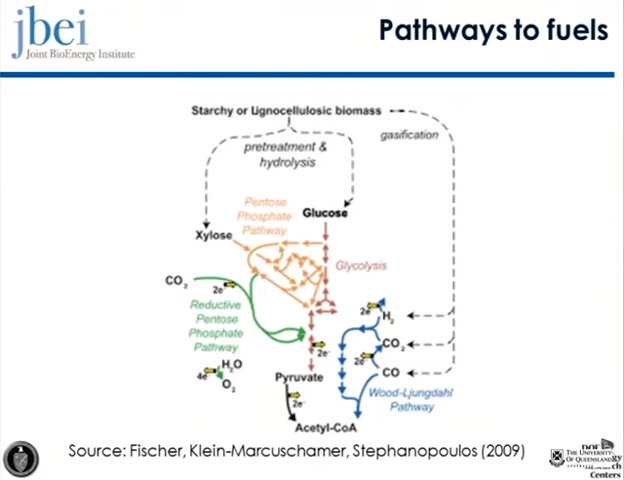 jbei
Joint BioEnergy Institute
Pathways to fuels
Starchy or Lignocellulosic biomass
gasification
pretreatment &
hydrolysis
Pentose
Phosphate
Pathway
Glucose
Xylose
Glycolysis
CO2
2e-
Reductive
Pentose
Phosphate
Pathway
2e-
H2
CO2
2e-
CO
2e-
4e-
H2O
O2
Pyruvate
2e-
Wood-Ljungdahl
Pathway
Acetyl-CoA
Source: Fischer, Klein-Marcuschamer, Stephanopoulos (2009)
THE UNIVERSITY
OF QUEENSLAND
Centers